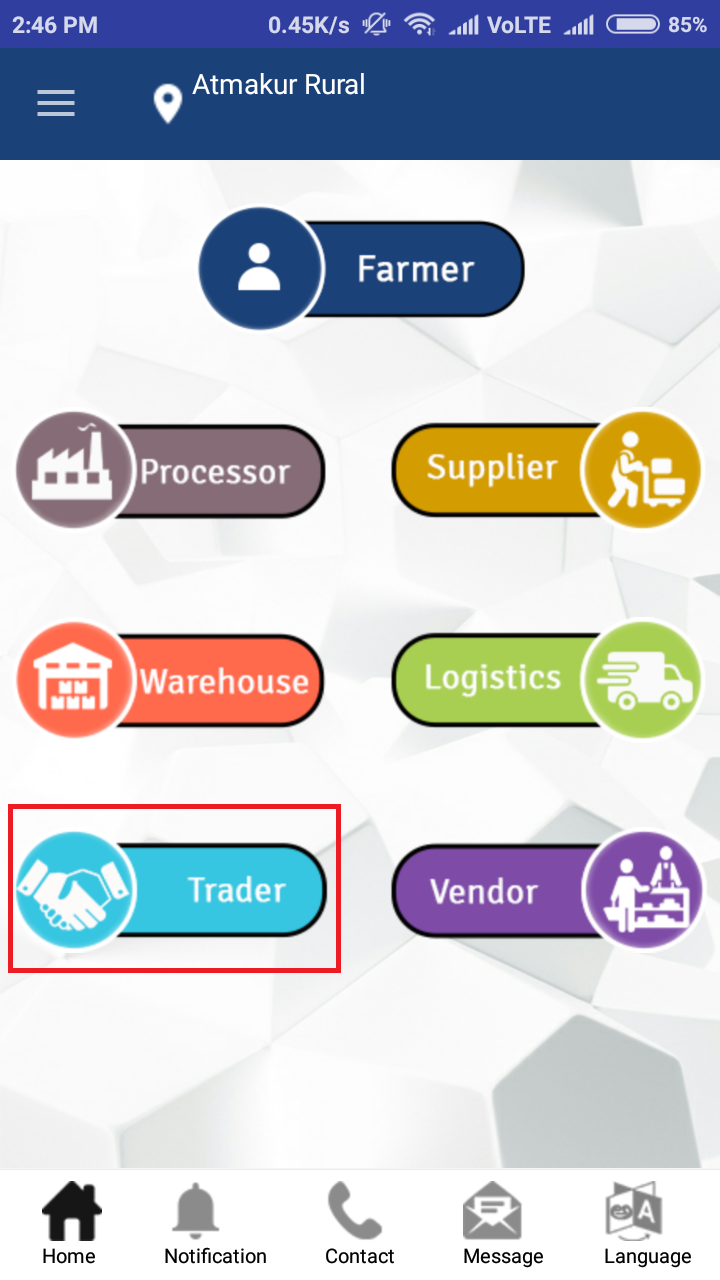 2:46 PM 0.45K/s VoLTE 85%
Atmakur Rural
Farmer
Processor
Supplier
Warehouse
Logistics
Trader
Vendor
Home Notification Contact Message Language